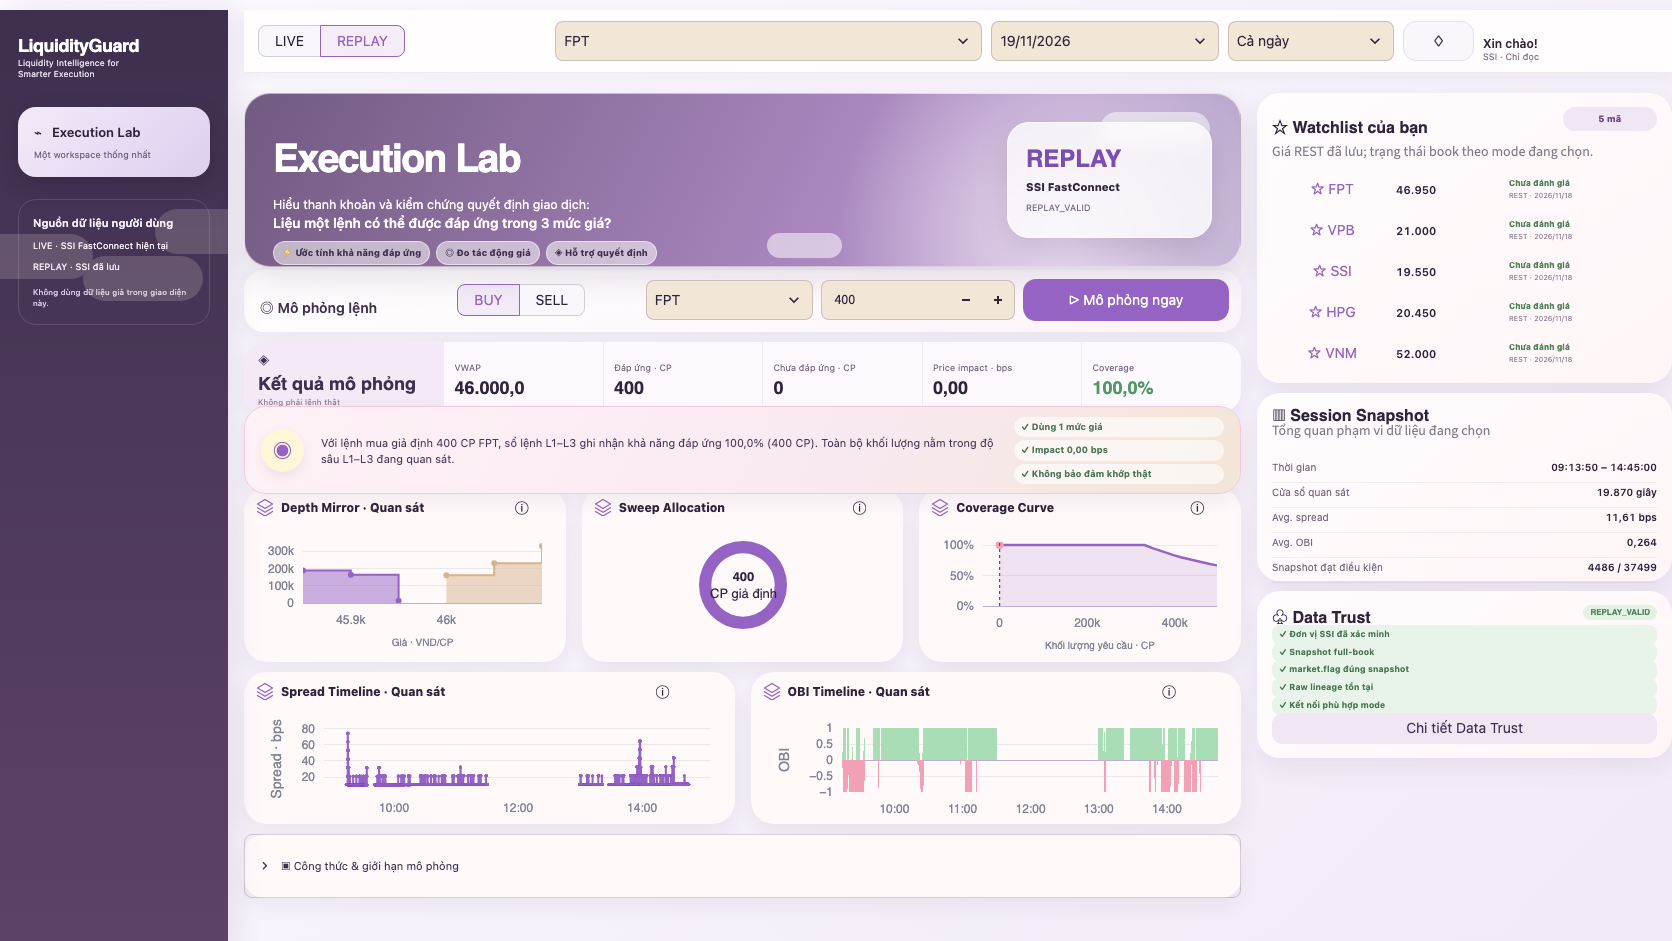 LiquidityGuard
Liquidity Intelligence for
Smarter Execution
Execution Lab
Một workspace thống nhất
Nguồn dữ liệu người dùng
LIVE · SSI FastConnect hiện tại
REPLAY · SSI đã lưu
Không dùng dữ liệu giả trong giao diện
này.
LIVE REPLAY
FPT
19/11/2026
Cả ngày
Xin chào!
SSI · Chỉ đọc
Execution Lab
Hiểu thanh khoản và kiểm chứng quyết định giao dịch:
Liệu một lệnh có thể được đáp ứng trong 3 mức giá?
Ước tính khả năng đáp ứng
◎ Đo tác động giá
◈ Hỗ trợ quyết định
REPLAY
SSI FastConnect
REPLAY_VALID
◎ Mô phỏng lệnh
BUY SELL
FPT
400
− +
▷ Mô phỏng ngay
◈
Kết quả mô phỏng
Không phải lệnh thật
VWAP
46.000,0
Đáp ứng · CP
400
Chưa đáp ứng · CP
0
Price impact · bps
0,00
Coverage
100,0%
Với lệnh mua giả định 400 CP FPT, sổ lệnh L1–L3 ghi nhận khả năng đáp ứng 100,0% (400 CP). Toàn bộ khối lượng nằm trong độ
sâu L1–L3 đang quan sát.
✓ Dùng 1 mức giá
✓ Impact 0,00 bps
✓ Không bảo đảm khớp thật
Depth Mirror · Quan sát
300k
200k
100k
0
45.9k 46k
Giá · VND/CP
Sweep Allocation
400
CP giả định
Coverage Curve
100%
50%
0%
0 200k 400k
Khối lượng yêu cầu · CP
Spread Timeline · Quan sát
Spread · bps
80
60
40
20
10:00 12:00 14:00
OBI Timeline · Quan sát
OBI
1
0.5
0
−0.5
−1
10:00 11:00 12:00 13:00 14:00
▣ Công thức & giới hạn mô phỏng
☆ Watchlist của bạn
5 mã
Giá REST đã lưu; trạng thái book theo mode đang chọn.
☆ FPT
46.950
Chưa đánh giá
REST · 2026/11/18
☆ VPB
21.000
Chưa đánh giá
REST · 2026/11/18
☆ SSI
19.550
Chưa đánh giá
REST · 2026/11/18
☆ HPG
20.450
Chưa đánh giá
REST · 2026/11/18
☆ VNM
52.000
Chưa đánh giá
REST · 2026/11/18
▥ Session Snapshot
Tổng quan phạm vi dữ liệu đang chọn
Thời gian 09:13:50 – 14:45:00
Cửa sổ quan sát 19.870 giây
Avg. spread 11,61 bps
Avg. OBI 0,264
Snapshot đạt điều kiện 4486 / 37499
♧ Data Trust
REPLAY_VALID
✓ Đơn vị SSI đã xác minh
✓ Snapshot full-book
✓ market.flag đúng snapshot
✓ Raw lineage tồn tại
✓ Kết nối phù hợp mode
Chi tiết Data Trust